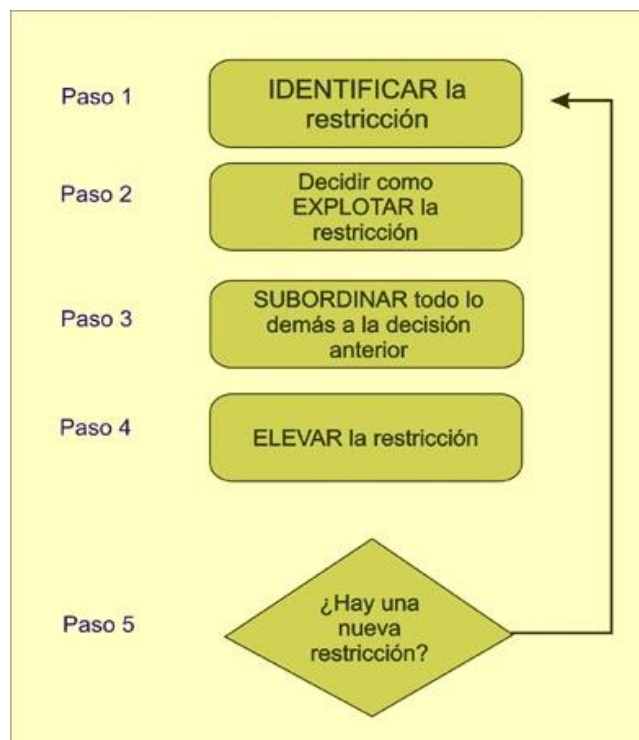 Paso 1
IDENTIFICAR la
restricción
Paso 2
Decidir como
EXPLOTAR la
restricción
Paso 3
SUBORDINAR todo lo
demás a la decisión
anterior
Paso 4
ELEVAR la restricción
Paso 5
¿Hay una
nueva
restricción?